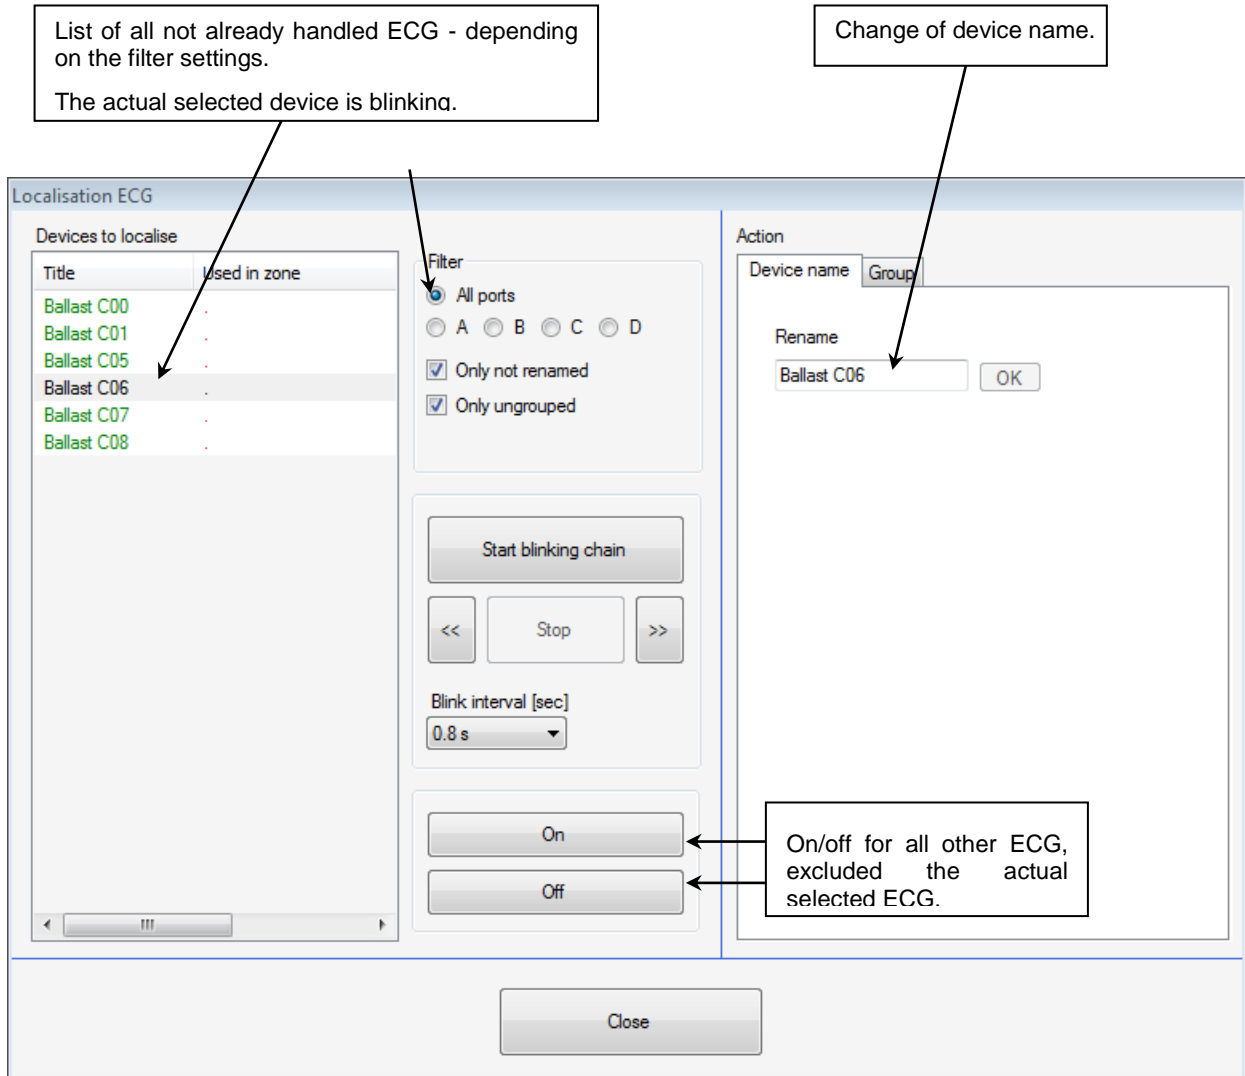 List of all not already handled ECG - depending
on the filter settings.
The actual selected device is blinking.
Change of device name.
Localisation ECG
Devices to localise
Title Used in zone
Ballast C00 .
Ballast C01 .
Ballast C05 .
Ballast C06 .
Ballast C07 .
Ballast C08 .
Filter
All ports
A B C D
Only not renamed
Only ungrouped
Start blinking chain
<< Stop >>
Blink interval [sec]
0.8 s
On
Off
Action
Device name Group
Rename
Ballast C06 OK
On/off for all other ECG,
excluded the actual
selected ECG.
Close